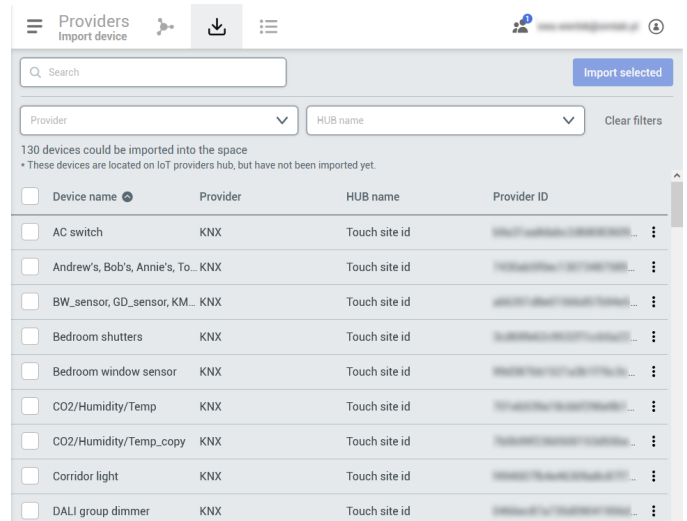 Providers
Import device
1
Search
Import selected
Provider
HUB name
Clear filters
130 devices could be imported into the space
* These devices are located on IoT providers hub, but have not been imported yet.
Device name Provider HUB name Provider ID
AC switch KNX Touch site id
Andrew's, Bob's, Annie's, To... KNX Touch site id
BW_sensor, GD_sensor, KM... KNX Touch site id
Bedroom shutters KNX Touch site id
Bedroom window sensor KNX Touch site id
CO2/Humidity/Temp KNX Touch site id
CO2/Humidity/Temp_copy KNX Touch site id
Corridor light KNX Touch site id
DALI group dimmer KNX Touch site id